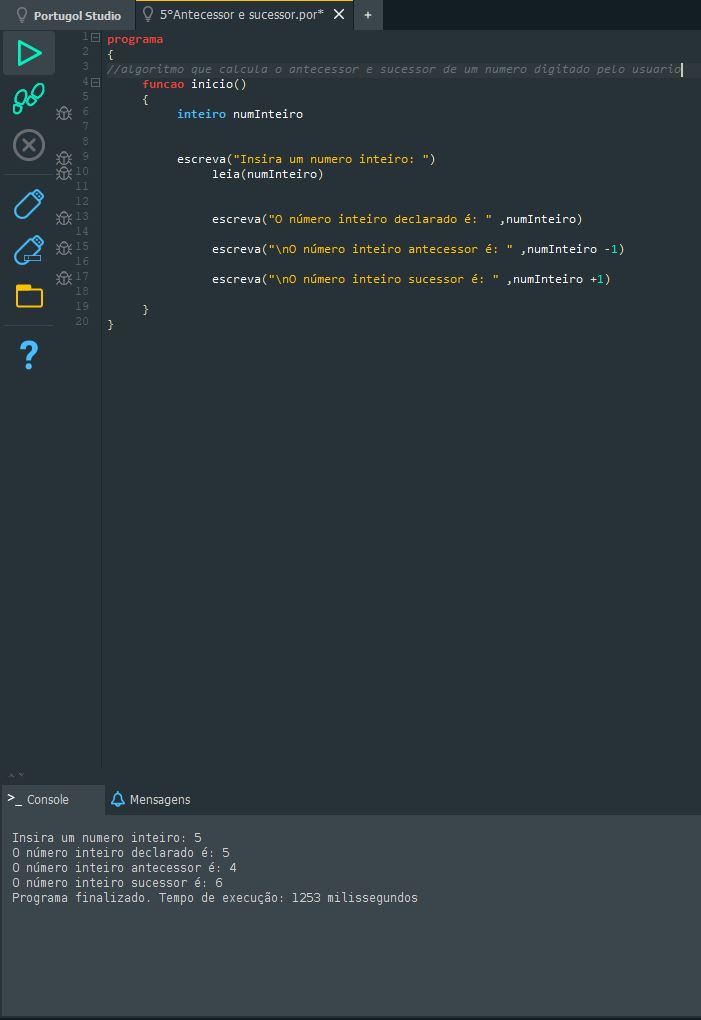 Portugol Studio
5°Antecessor e sucessor.por*
+
1 programa
2 {
3 //algoritmo que calcula o antecessor e sucessor de um numero digitado pelo usuario
4 funcao inicio()
5 {
6 inteiro numInteiro
7
8
9 escreva("Insira um numero inteiro: ")
10 leia(numInteiro)
11
12
13 escreva("O número inteiro declarado é: " ,numInteiro)
14
15 escreva("\nO número inteiro antecessor é: " ,numInteiro -1)
16
17 escreva("\nO número inteiro sucessor é: " ,numInteiro +1)
18
19 }
20 }
?
>_ Console
Mensagens
Insira um numero inteiro: 5
O número inteiro declarado é: 5
O número inteiro antecessor é: 4
O número inteiro sucessor é: 6
Programa finalizado. Tempo de execução: 1253 milissegundos